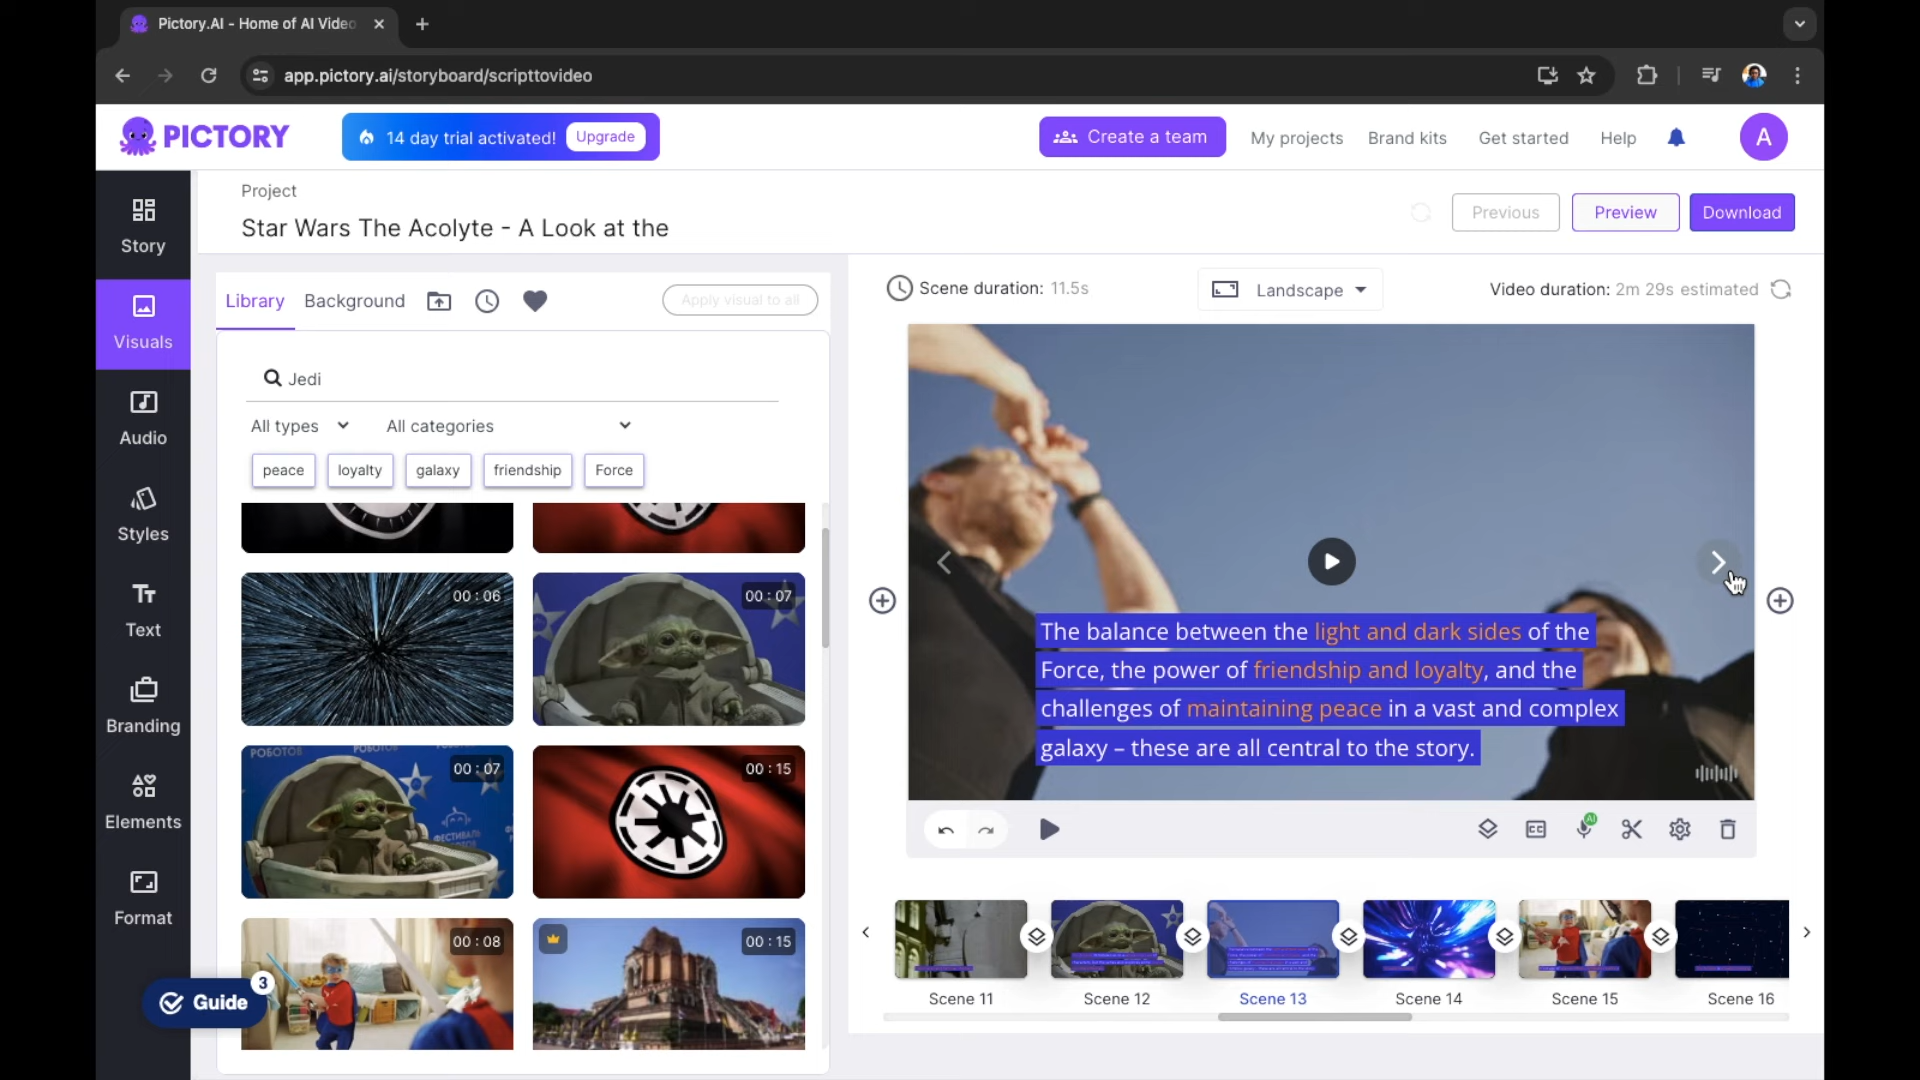 Pictory.AI - Home of AI Video
app.pictory.ai/storyboard/scripttovideo
PICTORY
14 day trial activated!
Upgrade
Create a team
My projects
Brand kits
Get started
Help
A
Story
Visuals
Audio
Styles
Text
Branding
Elements
Format
Guide
3
Project
Star Wars The Acolyte - A Look at the
Previous
Preview
Download
Library
Background
Apply visual to all
Jedi
All types
All categories
peace
loyalty
galaxy
friendship
Force
00 : 06
00 : 07
РОБОТОВ
00 : 07
ФЕСТИВАЛЬ
00 : 15
00 : 08
00 : 15
Scene duration: 11.5s
Landscape
Video duration: 2m 29s estimated
The balance between the light and dark sides of the
Force, the power of friendship and loyalty, and the
challenges of maintaining peace in a vast and complex
galaxy – these are all central to the story.
CC
AI
Scene 11
Scene 12
Scene 13
Scene 14
Scene 15
Scene 16